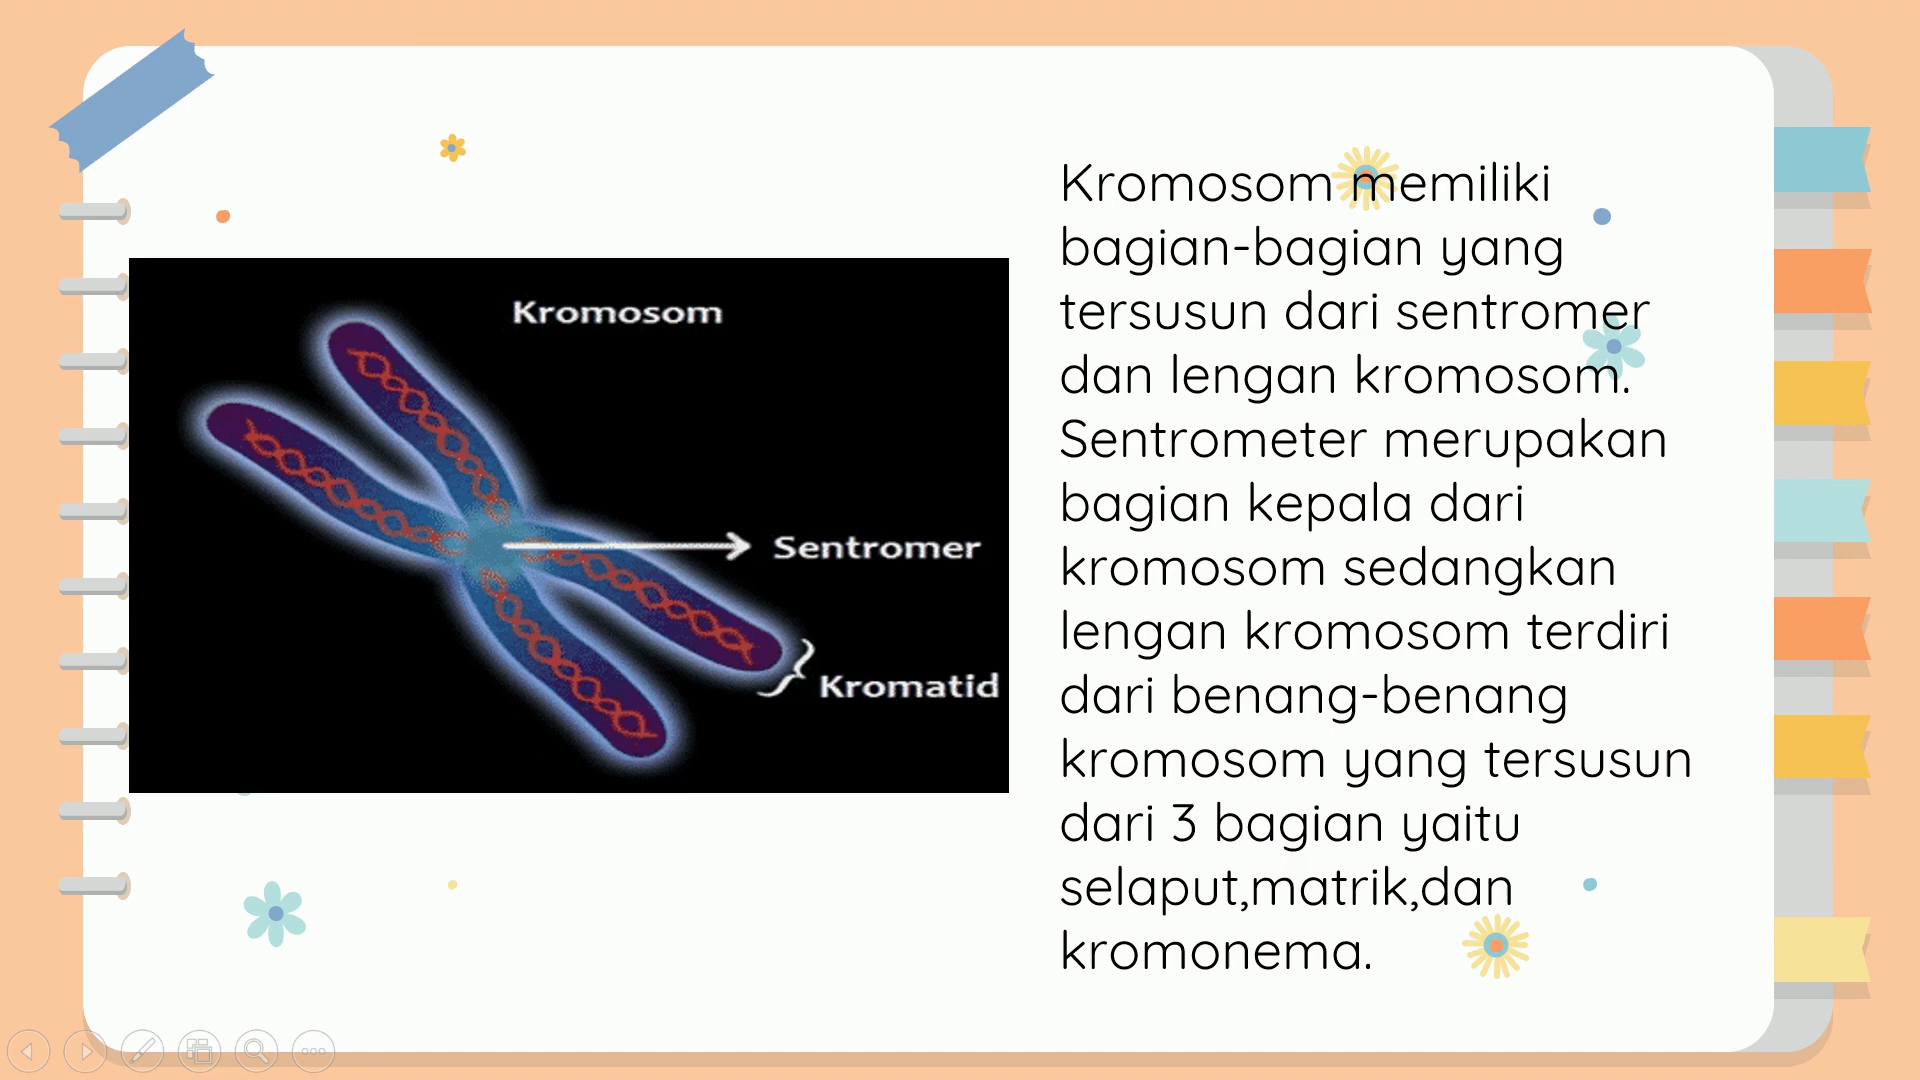 Kromosom
Sentromer
Kromatid
Kromosom memiliki
bagian-bagian yang
tersusun dari sentromer
dan lengan kromosom.
Sentrometer merupakan
bagian kepala dari
kromosom sedangkan
lengan kromosom terdiri
dari benang-benang
kromosom yang tersusun
dari 3 bagian yaitu
selaput,matrik,dan
kromonema.